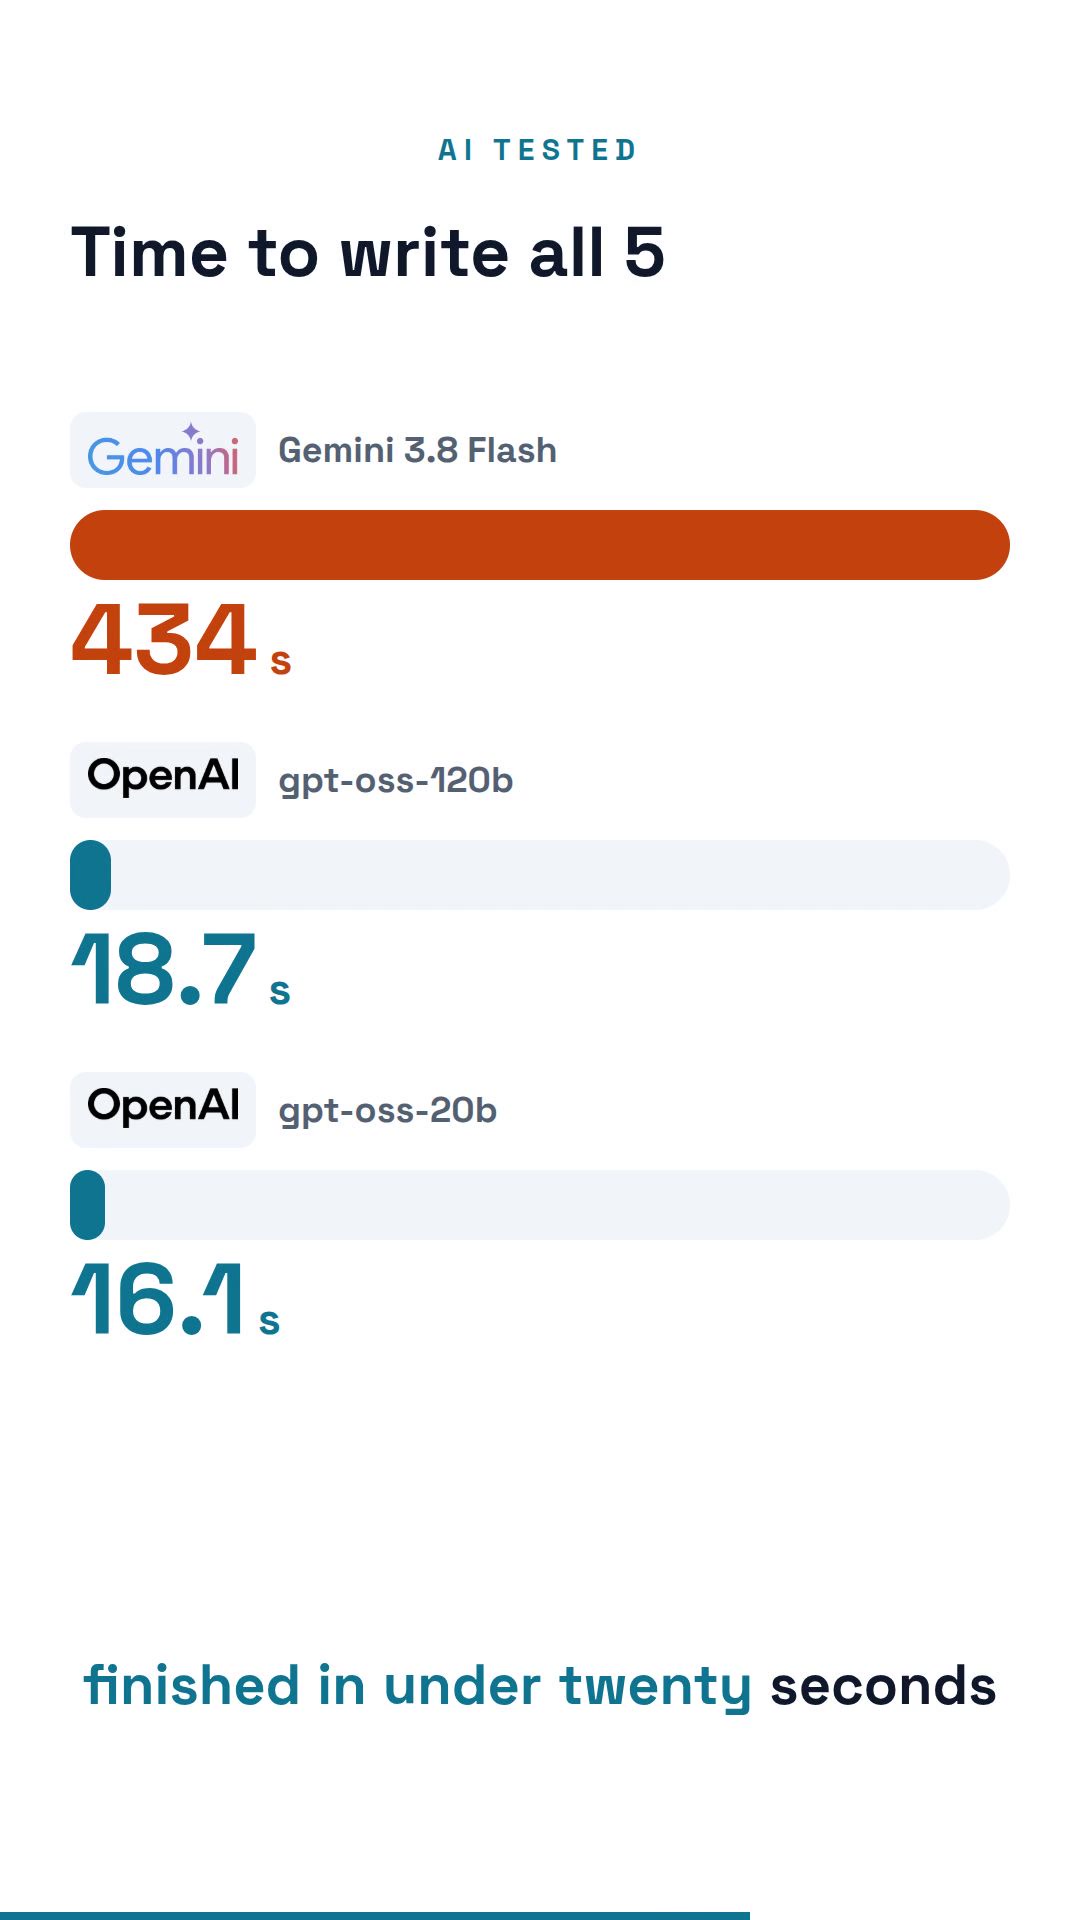 AI TESTED
Time to write all 5
Gemini Gemini 3.8 Flash
434 s
OpenAI gpt-oss-120b
18.7 s
OpenAI gpt-oss-20b
16.1 s
finished in under twenty seconds